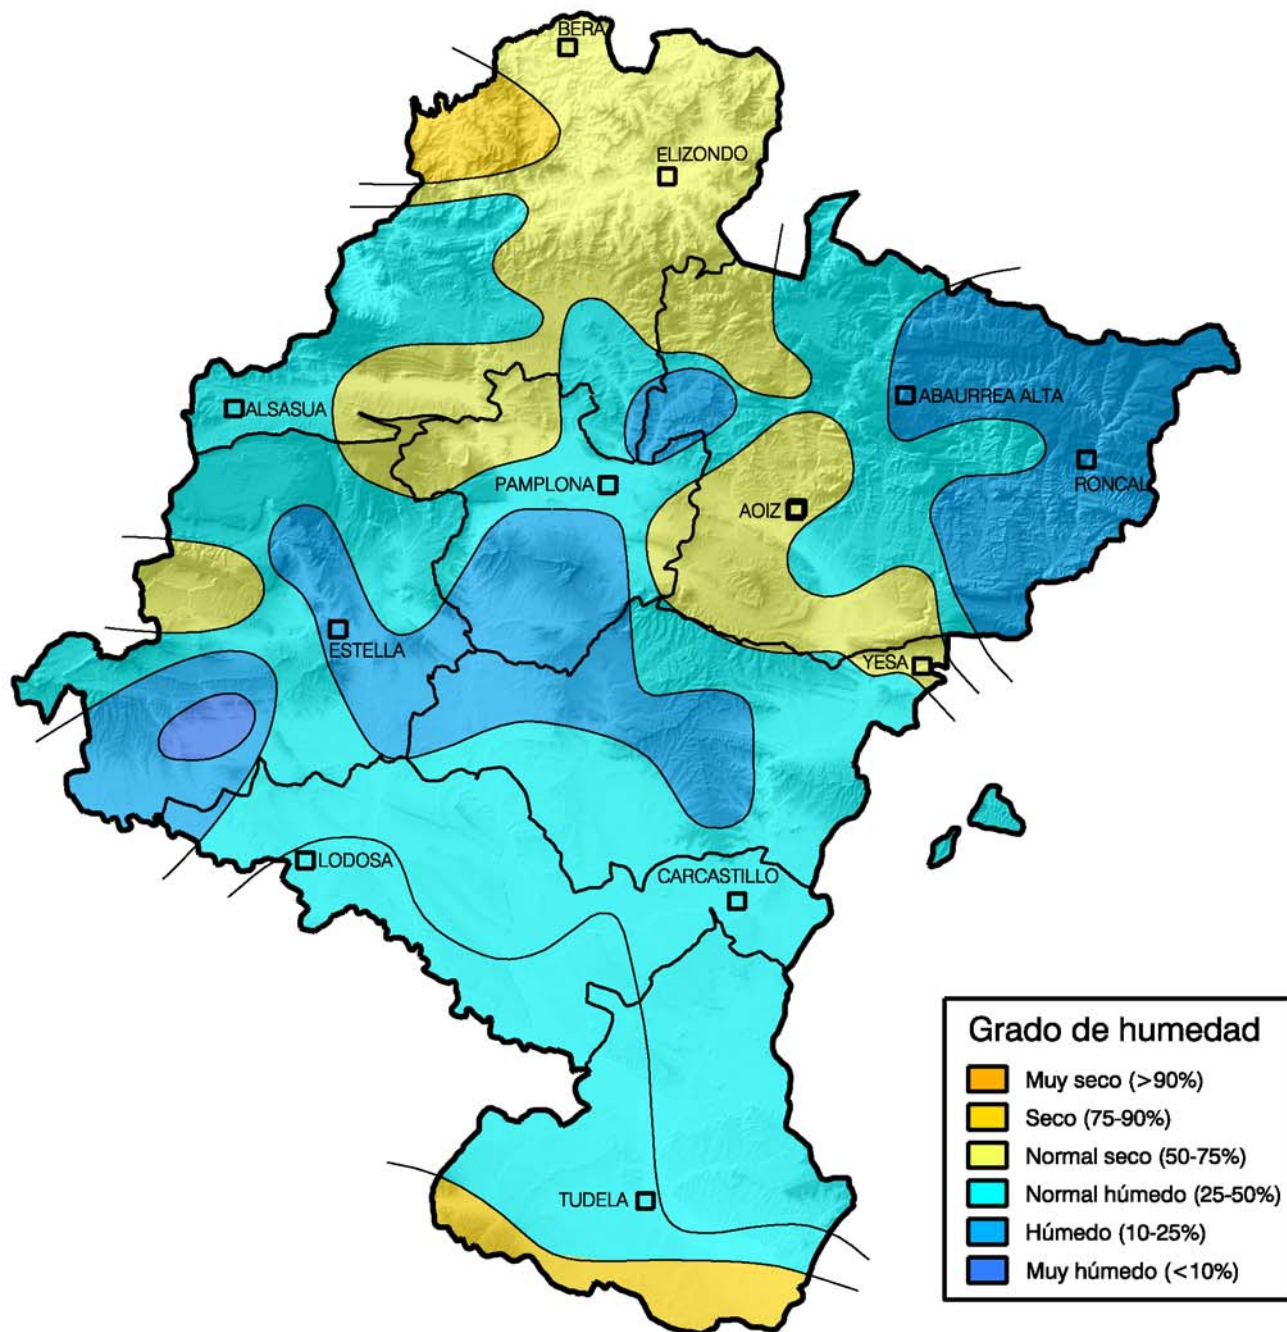 BERA
ELIZONDO
ALSASUA
ABAURREA ALTA
RONCAL
PAMPLONA
AOIZ
ESTELLA
YESA
LODOSA
CARCASTILLO
TUDELA
Grado de humedad
Muy seco (>90%)
Seco (75-90%)
Normal seco (50-75%)
Normal húmedo (25-50%)
Húmedo (10-25%)
Muy húmedo (<10%)